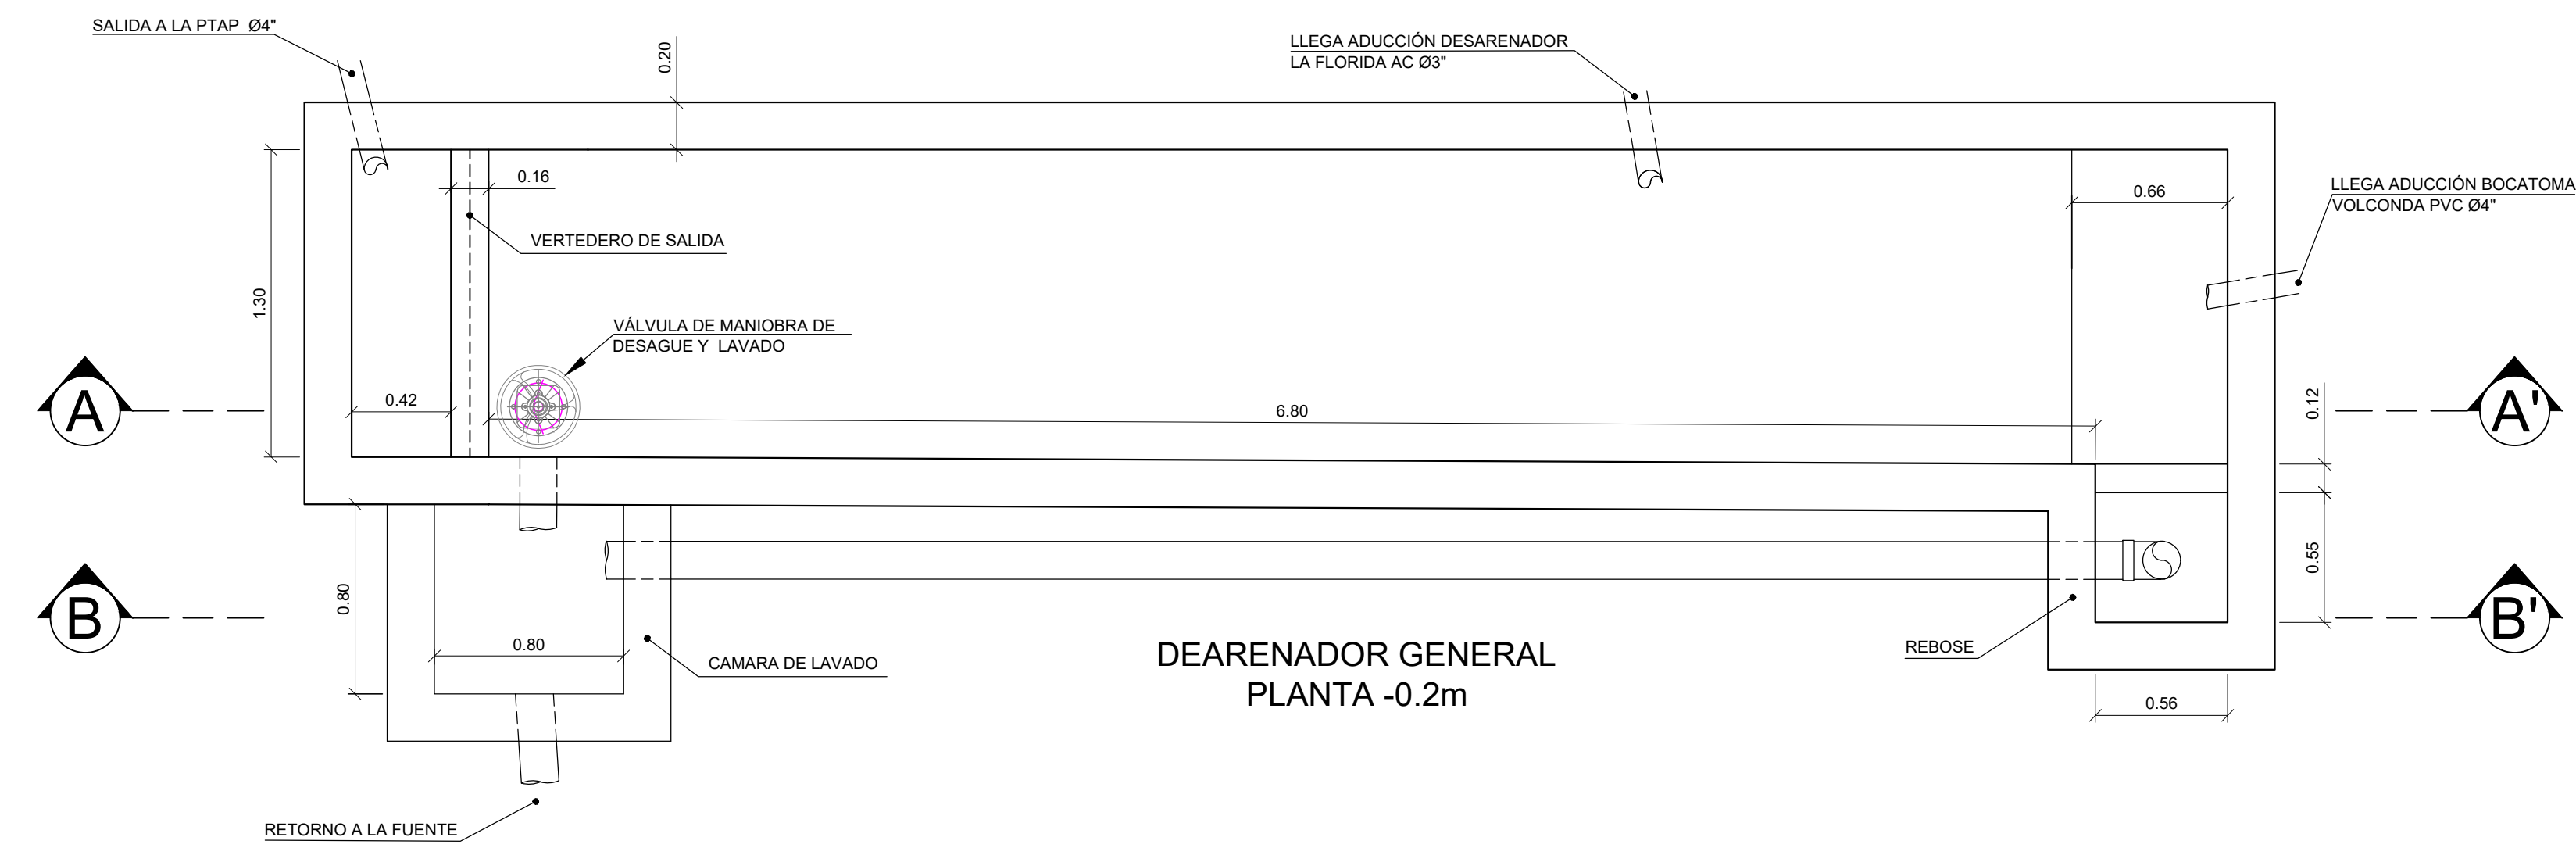 SALIDA A LA PTAP Ø4"
0.20
LLEGA ADUCCIÓN DESARENADOR
LA FLORIDA AC Ø3"
0.16
0.66
LLEGA ADUCCIÓN BOCATOMA
VOLCONDA PVC Ø4"
VERTEDERO DE SALIDA
1.30
VÁLVULA DE MANIOBRA DE
DESAGUE Y LAVADO
A
0.42
6.80
0.12
A'
0.55
0.80
B
B'
0.80
CAMARA DE LAVADO
DEARENADOR GENERAL
PLANTA -0.2m
REBOSE
0.56
RETORNO A LA FUENTE